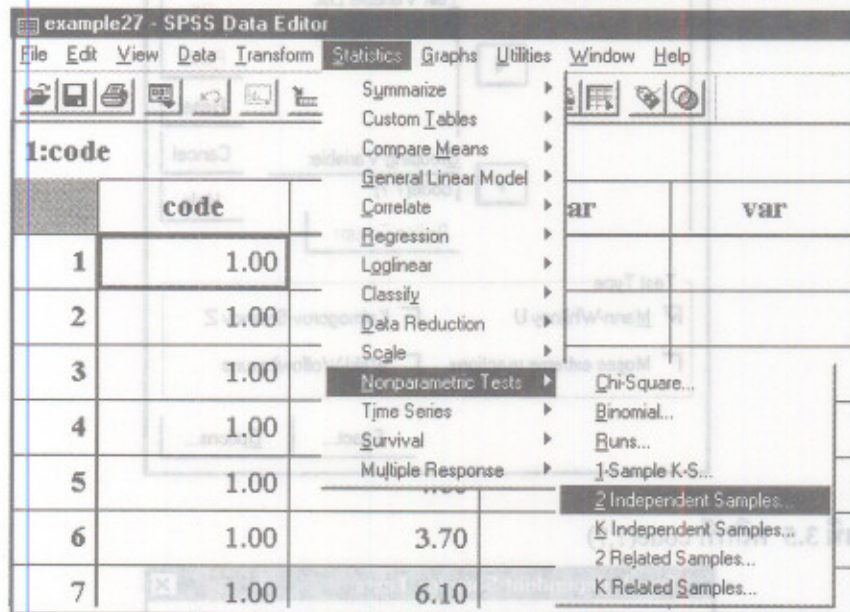 example27 - SPSS Data Editor
File Edit View Data Transform Statistics Graphs Utilities Window Help
1:code
code
ar
var
1 1.00
2 1.00
3 1.00
4 1.00
5 1.00
6 1.00 3.70
7 1.00 6.10
Summarize
Custom Tables
Compare Means
General Linear Model
Correlate
Regression
Loglinear
Classify
Data Reduction
Scale
Nonparametric Tests
Time Series
Survival
Multiple Response
Chi-Square...
Binomial...
Runs...
1-Sample K-S...
2 Independent Samples...
K Independent Samples...
2 Related Samples...
K Related Samples...